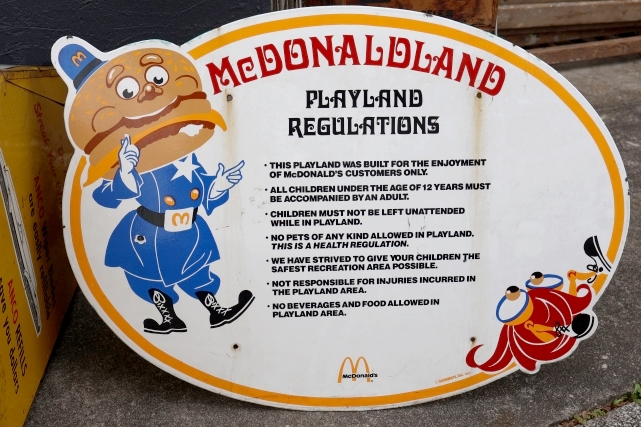 McDONALDLAND
PLAYLAND
REGULATIONS
• THIS PLAYLAND WAS BUILT FOR THE ENJOYMENT
OF McDONALD'S CUSTOMERS ONLY.
• ALL CHILDREN UNDER THE AGE OF 12 YEARS MUST
BE ACCOMPANIED BY AN ADULT.
• CHILDREN MUST NOT BE LEFT UNATTENDED
WHILE IN PLAYLAND.
• NO PETS OF ANY KIND ALLOWED IN PLAYLAND.
THIS IS A HEALTH REGULATION.
• WE HAVE STRIVED TO GIVE YOUR CHILDREN THE
SAFEST RECREATION AREA POSSIBLE.
• NOT RESPONSIBLE FOR INJURIES INCURRED IN
THE PLAYLAND AREA.
• NO BEVERAGES AND FOOD ALLOWED IN
PLAYLAND AREA.
McDonald's